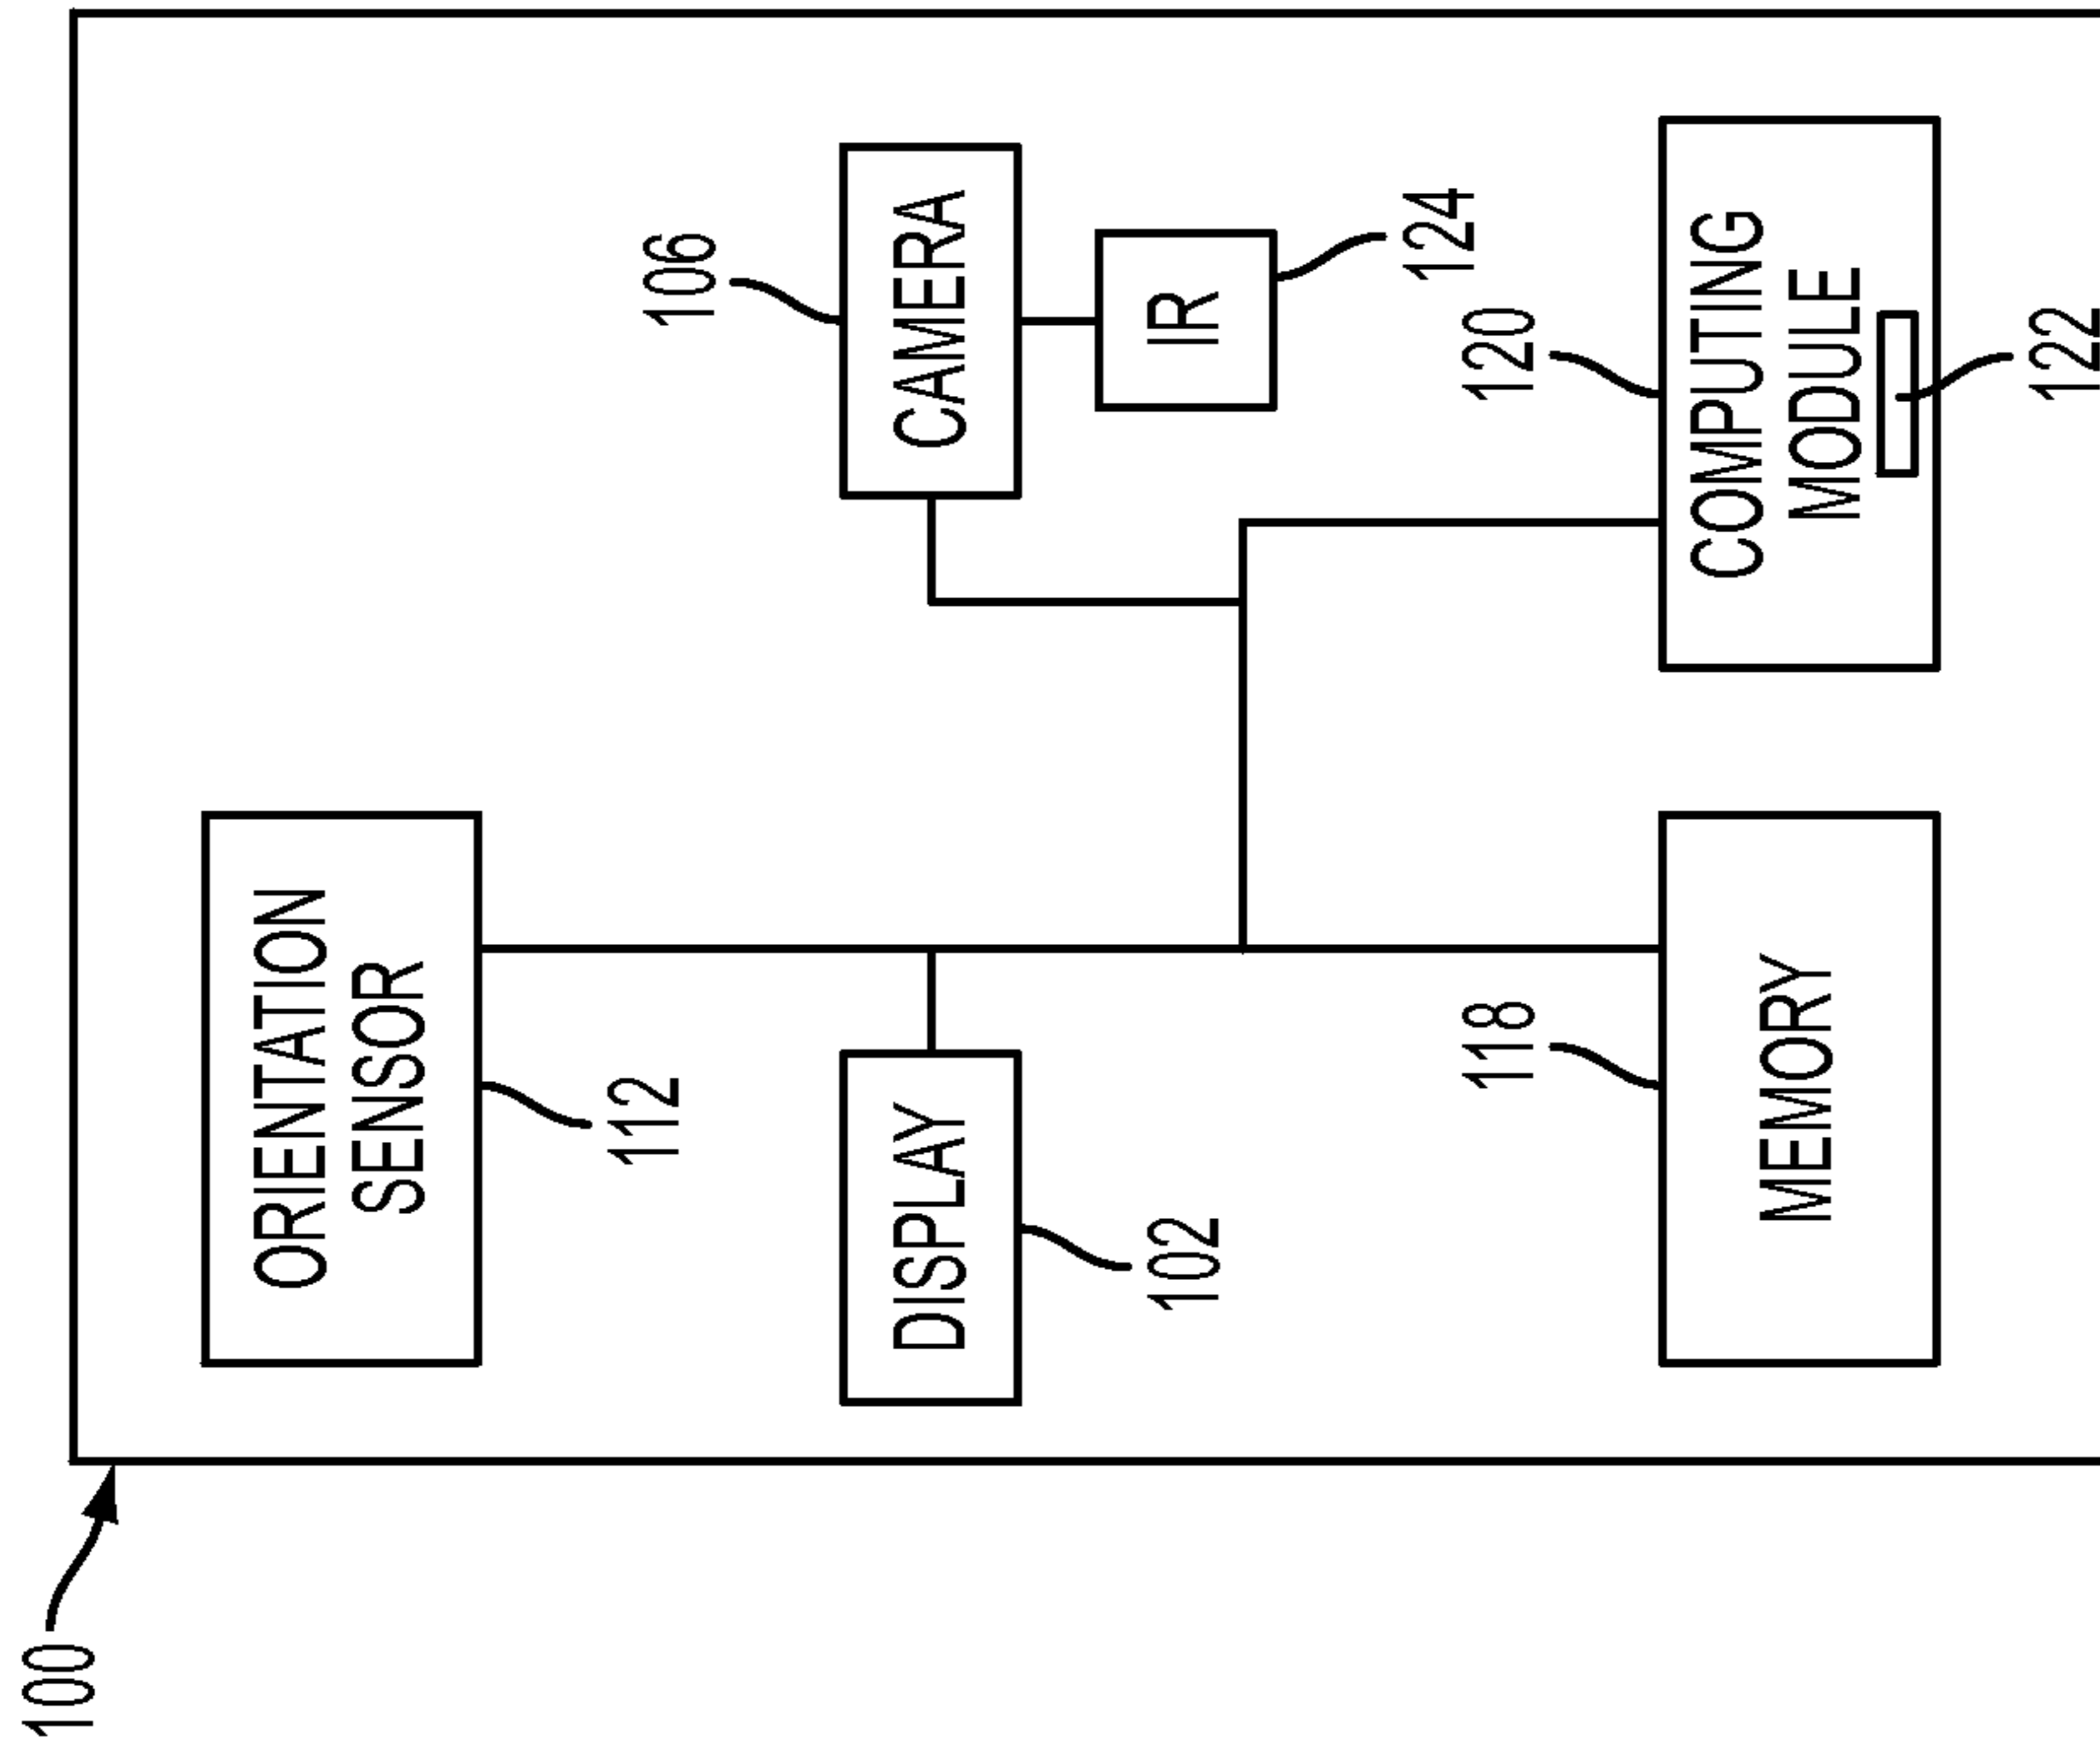 100
ORIENTATION
SENSOR
112
106
CAMERA
DISPLAY
102
IR
124
118
MEMORY
120
COMPUTING
MODULE
122